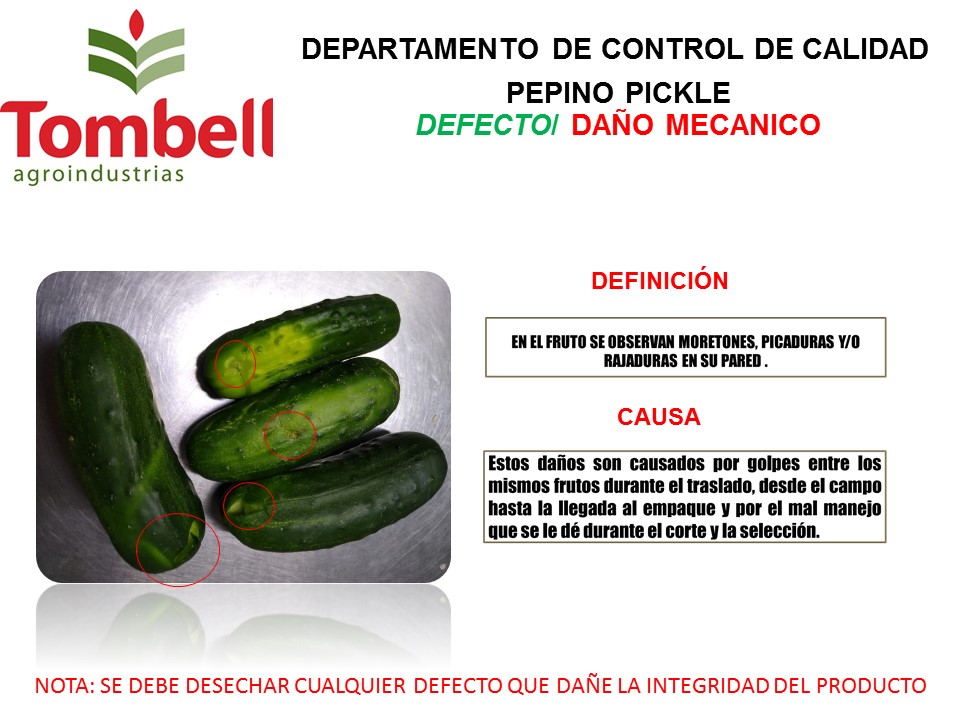 Tombell
agroindustrias
DEPARTAMENTO DE CONTROL DE CALIDAD
PEPINO PICKLE
DEFECTO/ DAÑO MECANICO
DEFINICIÓN
EN EL FRUTO SE OBSERVAN MORETONES, PICADURAS Y/O
RAJADURAS EN SU PARED .
CAUSA
Estos daños son causados por golpes entre los
mismos frutos durante el traslado, desde el campo
hasta la llegada al empaque y por el mal manejo
que se le dé durante el corte y la selección.
NOTA: SE DEBE DESECHAR CUALQUIER DEFECTO QUE DAÑE LA INTEGRIDAD DEL PRODUCTO